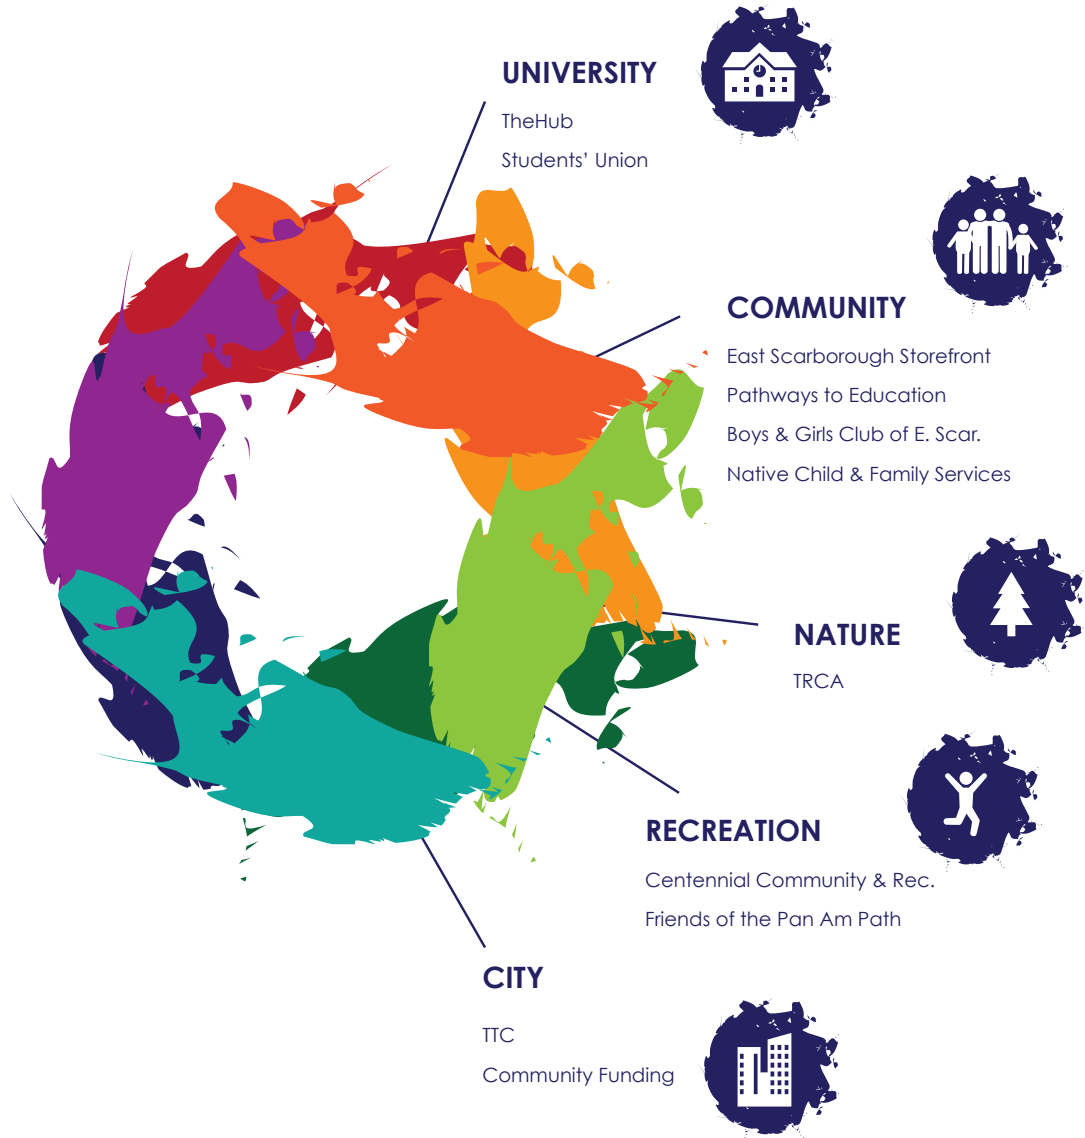 UNIVERSITY
TheHub
Students' Union
COMMUNITY
East Scarborough Storefront
Pathways to Education
Boys & Girls Club of E. Scar.
Native Child & Family Services
NATURE
TRCA
RECREATION
Centennial Community & Rec.
Friends of the Pan Am Path
CITY
TTC
Community Funding